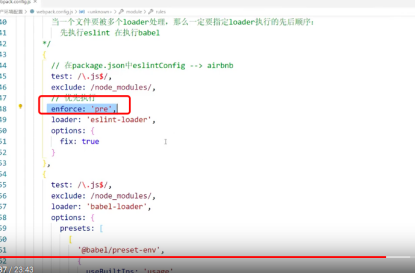 webpack.config.js
webpack.config.js > <unknown> > module > rules
40 当一个文件要被多个loader处理，那么一定要指定loader执行的先后顺序：
41 先执行eslint 在执行babel
42 */
43 {
44 // 在package.json中eslintConfig --> airbnb
45 test: /\.js$/,
46 exclude: /node_modules/,
47 // 优先执行
48 enforce: 'pre',
49 loader: 'eslint-loader',
50 options: {
51 fix: true
52 }
53 },
54 {
55 test: /\.js$/,
56 exclude: /node_modules/,
57 loader: 'babel-loader',
58 options: {
59 presets: [
60 [
61 '@babel/preset-env',
62 {
useBuiltIns: 'usage'
/ 23:43